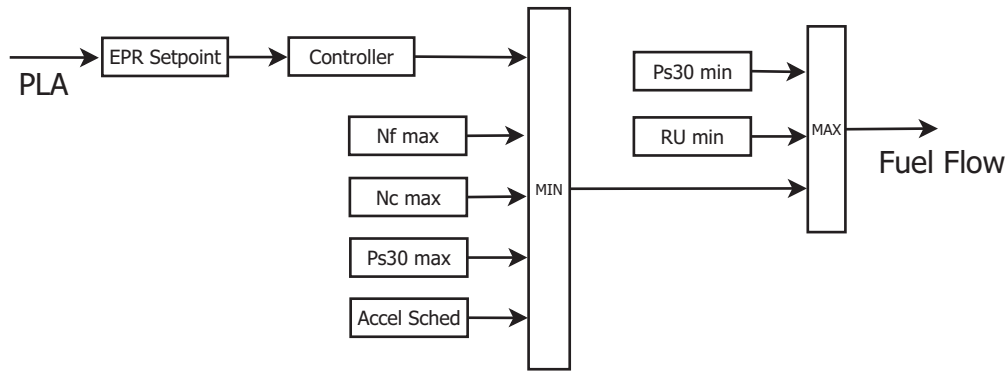 PLA
EPR Setpoint
Controller
Nf max
Nc max
Ps30 max
Accel Sched
MIN
Ps30 min
RU min
MAX
Fuel Flow